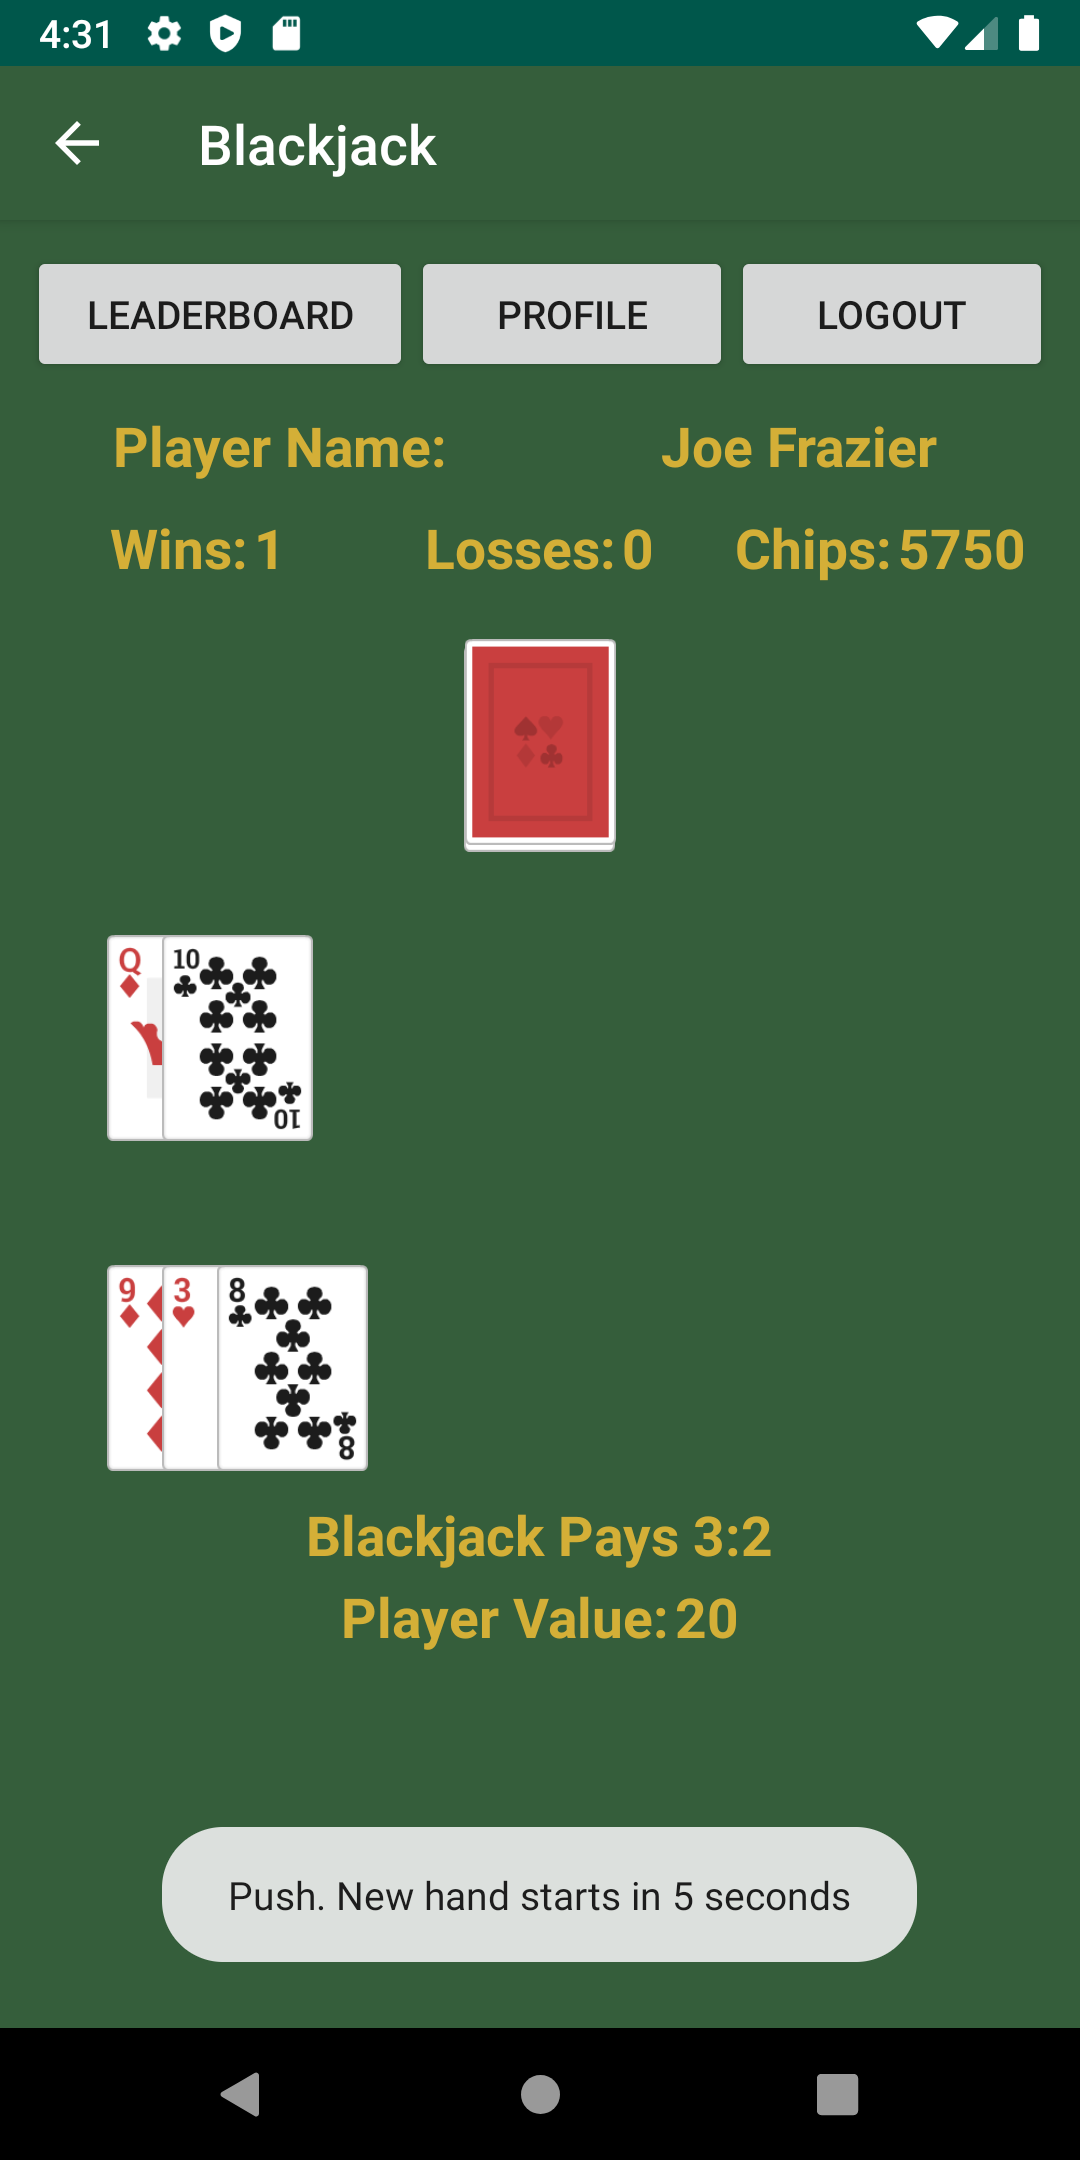 4:31
Blackjack
LEADERBOARD PROFILE LOGOUT
Player Name: Joe Frazier
Wins: 1 Losses: 0 Chips: 5750
Q 10
10
9 3 8
8
Blackjack Pays 3:2
Player Value: 20
Push. New hand starts in 5 seconds